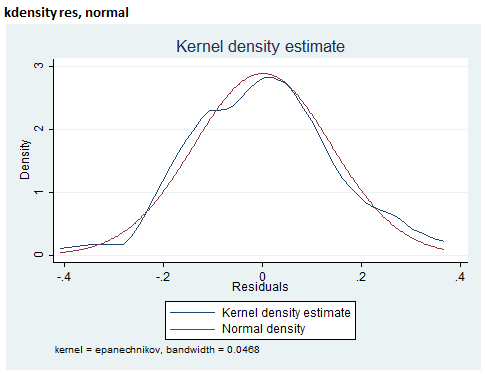 kdensity res, normal
Kernel density estimate
Density
3
2
1
0
-.4 -.2 0 .2 .4
Residuals
Kernel density estimate
Normal density
kernel = epanechnikov, bandwidth = 0.0468